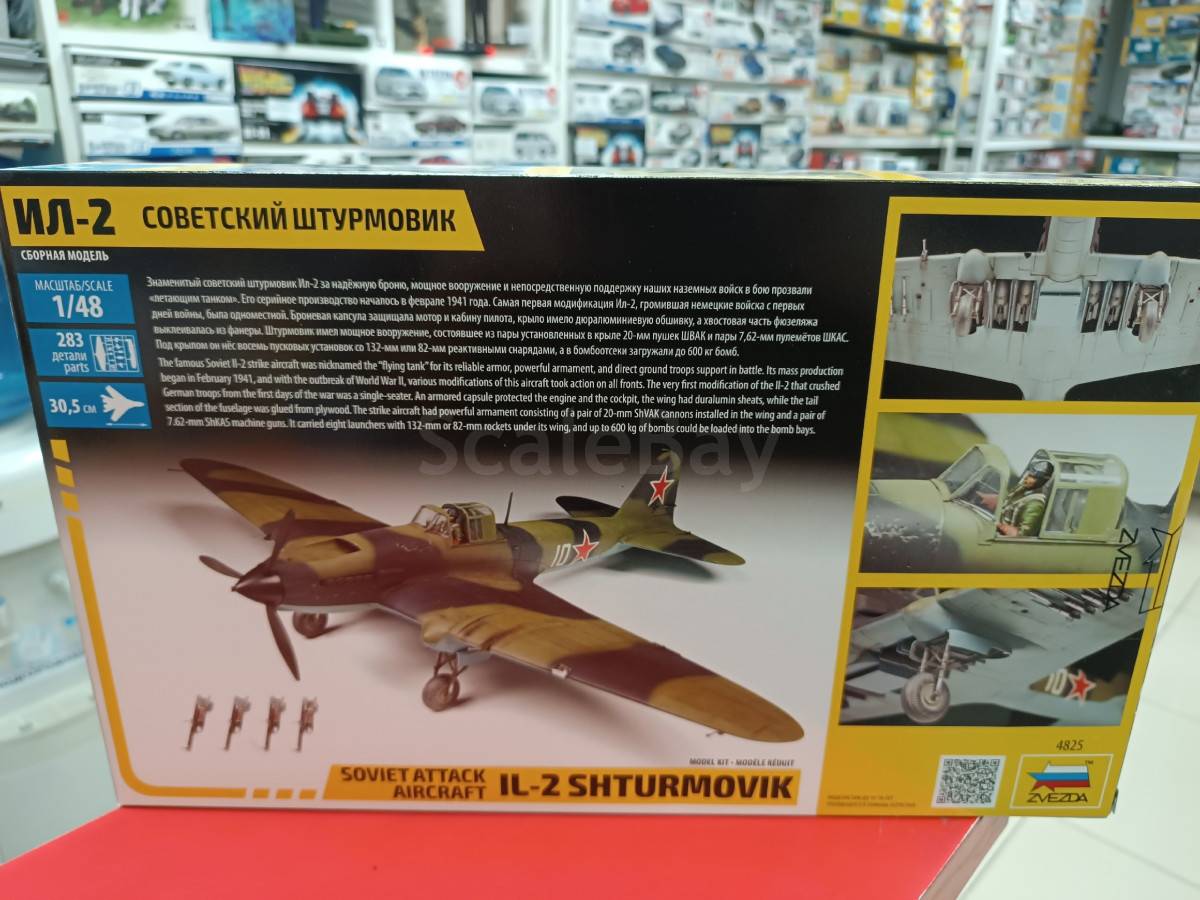 ИЛ-2 СОВЕТСКИЙ ШТУРМОВИК
СБОРНАЯ МОДЕЛЬ
МАСШТАБ/SCALE
1/48
283
детали
parts
30,5 см
Знаменитый советский штурмовик Ил-2 за надёжную броню, мощное вооружение и непосредственную поддержку наших наземных войск в бою прозвали
«летающим танком». Его серийное производство началось в феврале 1941 года. Самая первая модификация Ил-2, громившая немецкие войска с первых
дней войны, была одноместной. Броневая капсула защищала мотор и кабину пилота, крыло имело дюралюминиевую обшивку, а хвостовая часть фюзеляжа
выклеивалась из фанеры. Штурмовик имел мощное вооружение, состоявшее из пары установленных в крыле 20-мм пушек ШВАК и пары 7,62-мм пулемётов ШКАС.
Под крылом он нёс восемь пусковых установок со 132-мм или 82-мм реактивными снарядами, а в бомбоотсеки загружали до 600 кг бомб.
The famous Soviet Il-2 strike aircraft was nicknamed the "flying tank" for its reliable armor, powerful armament, and direct ground troops support in battle. Its mass production
began in February 1941, and with the outbreak of World War II, various modifications of this aircraft took action on all fronts. The very first modification of the Il-2 that crushed
German troops from the first days of the war was a single-seater. An armored capsule protected the engine and the cockpit, the wing had duralumin sheats, while the tail
section of the fuselage was glued from plywood. The strike aircraft had powerful armament consisting of a pair of 20-mm ShVAK cannons installed in the wing and a pair of
7.62-mm ShKAS machine guns. It carried eight launchers with 132-mm or 82-mm rockets under its wing, and up to 600 kg of bombs could be loaded into the bomb bays.
ScaleBay
10
ZVEZDA
10
MODEL KIT - MODÈLE RÉDUIT
SOVIET ATTACK
AIRCRAFT
IL-2 SHTURMOVIK
4825
ZVEZDA
™